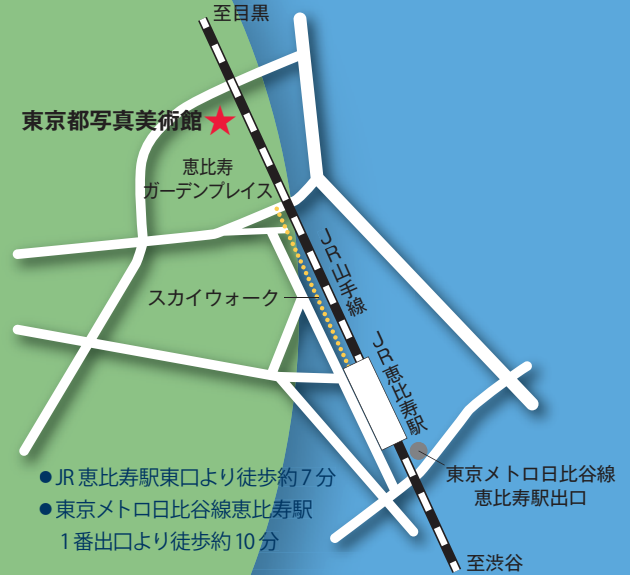 至目黒
東京都写真美術館
恵比寿
ガーデンプレイス
JR山手線
スカイウォーク
JR恵比寿駅
東京メトロ日比谷線
恵比寿駅出口
●JR恵比寿駅東口より徒歩約7分
●東京メトロ日比谷線恵比寿駅
1番出口より徒歩約10分
至渋谷